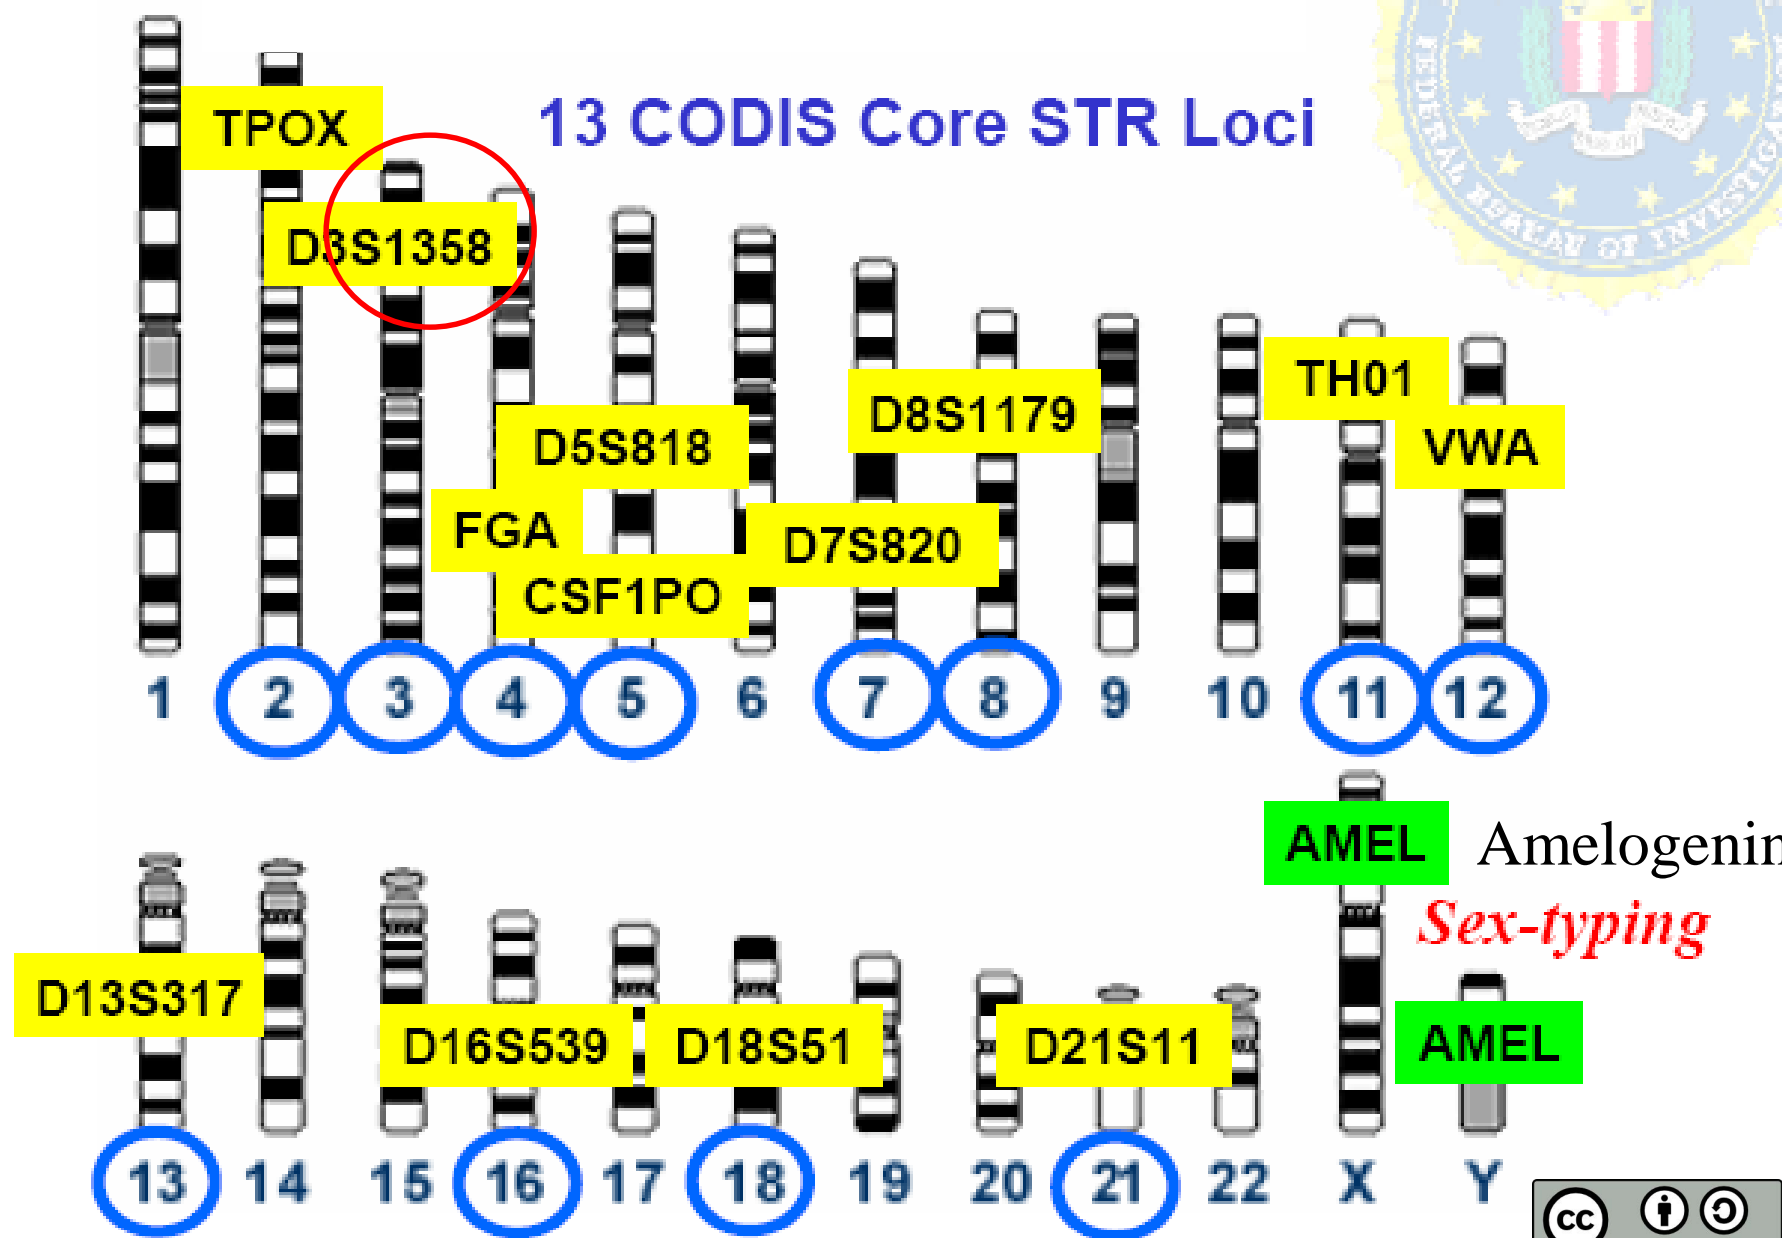 13 CODIS Core STR Loci
TPOX
D3S1358
TH01
D8S1179
D5S818
VWA
FGA
D7S820
CSF1PO
1 2 3 4 5 6 7 8 9 10 11 12
AMEL Amelogenin
Sex-typing
D13S317
D16S539 D18S51 D21S11 AMEL
13 14 15 16 17 18 19 20 21 22 X Y
cc